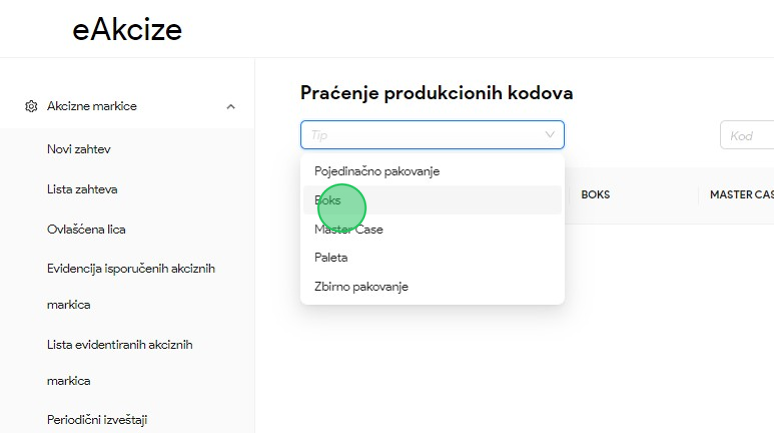 eAkcize
Akcizne markice
Novi zahtev
Lista zahteva
Ovlašćena lica
Evidencija isporučenih akciznih
markica
Lista evidentiranih akciznih
markica
Periodični izveštaji
Praćenje produkcionih kodova
Tip
Kod
Pojedinačno pakovanje
Boks
Master Case
Paleta
Zbirno pakovanje
BOKS
MASTER CAS